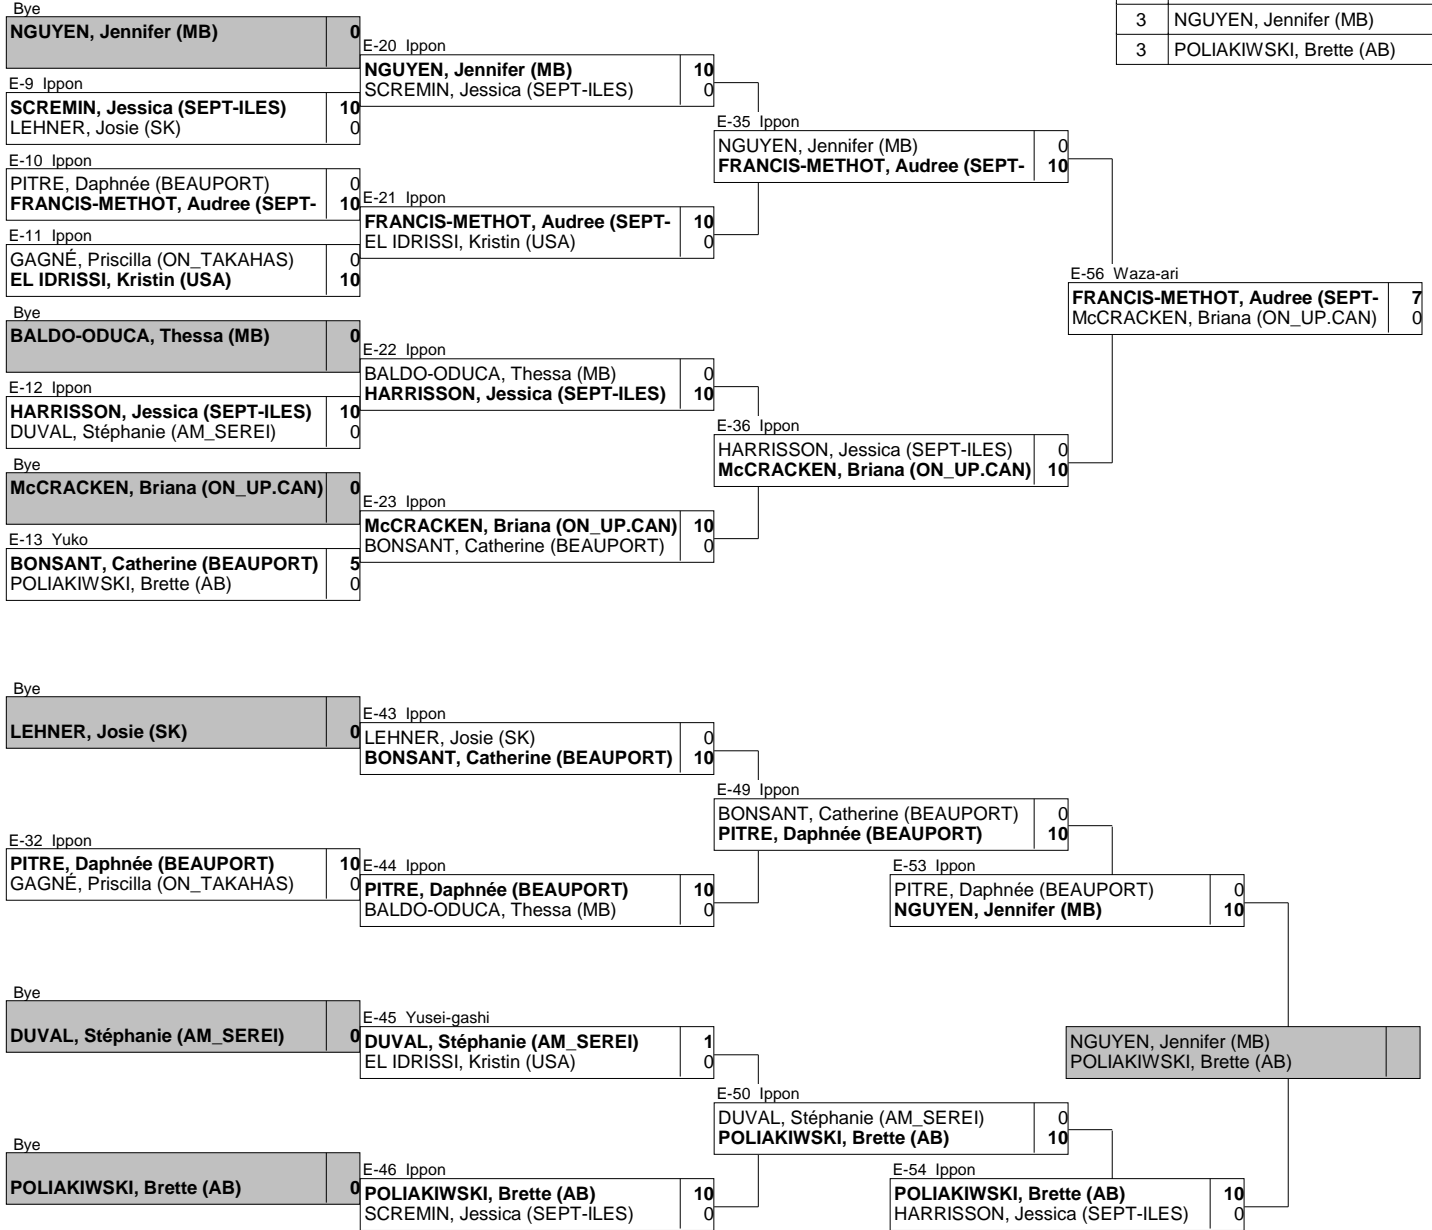 Bye
NGUYEN, Jennifer (MB) 0
3 NGUYEN, Jennifer (MB)
3 POLIAKIWSKI, Brette (AB)
E-9 Ippon
SCREMIN, Jessica (SEPT-ILES) 10
LEHNER, Josie (SK) 0
E-10 Ippon
PITRE, Daphnée (BEAUPORT) 0
FRANCIS-METHOT, Audree (SEPT- 10
E-11 Ippon
GAGNÉ, Priscilla (ON_TAKAHAS) 0
EL IDRISSI, Kristin (USA) 10
Bye
BALDO-ODUCA, Thessa (MB) 0
E-12 Ippon
HARRISSON, Jessica (SEPT-ILES) 10
DUVAL, Stéphanie (AM_SEREI) 0
Bye
McCRACKEN, Briana (ON_UP.CAN) 0
E-13 Yuko
BONSANT, Catherine (BEAUPORT) 5
POLIAKIWSKI, Brette (AB) 0
E-20 Ippon
NGUYEN, Jennifer (MB) 10
SCREMIN, Jessica (SEPT-ILES) 0
E-21 Ippon
FRANCIS-METHOT, Audree (SEPT- 10
EL IDRISSI, Kristin (USA) 0
E-22 Ippon
BALDO-ODUCA, Thessa (MB) 0
HARRISSON, Jessica (SEPT-ILES) 10
E-23 Ippon
McCRACKEN, Briana (ON_UP.CAN) 10
BONSANT, Catherine (BEAUPORT) 0
E-35 Ippon
NGUYEN, Jennifer (MB) 0
FRANCIS-METHOT, Audree (SEPT- 10
E-36 Ippon
HARRISSON, Jessica (SEPT-ILES) 0
McCRACKEN, Briana (ON_UP.CAN) 10
E-56 Waza-ari
FRANCIS-METHOT, Audree (SEPT- 7
McCRACKEN, Briana (ON_UP.CAN) 0
Bye
LEHNER, Josie (SK) 0
E-32 Ippon
PITRE, Daphnée (BEAUPORT) 10
GAGNÉ, Priscilla (ON_TAKAHAS) 0
Bye
DUVAL, Stéphanie (AM_SEREI) 0
Bye
POLIAKIWSKI, Brette (AB) 0
E-43 Ippon
LEHNER, Josie (SK) 0
BONSANT, Catherine (BEAUPORT) 10
E-44 Ippon
PITRE, Daphnée (BEAUPORT) 10
BALDO-ODUCA, Thessa (MB) 0
E-45 Yusei-gashi
DUVAL, Stéphanie (AM_SEREI) 1
EL IDRISSI, Kristin (USA) 0
E-46 Ippon
POLIAKIWSKI, Brette (AB) 10
SCREMIN, Jessica (SEPT-ILES) 0
E-49 Ippon
BONSANT, Catherine (BEAUPORT) 0
PITRE, Daphnée (BEAUPORT) 10
E-50 Ippon
DUVAL, Stéphanie (AM_SEREI) 0
POLIAKIWSKI, Brette (AB) 10
E-53 Ippon
PITRE, Daphnée (BEAUPORT) 0
NGUYEN, Jennifer (MB) 10
E-54 Ippon
POLIAKIWSKI, Brette (AB) 10
HARRISSON, Jessica (SEPT-ILES) 0
NGUYEN, Jennifer (MB)
POLIAKIWSKI, Brette (AB)